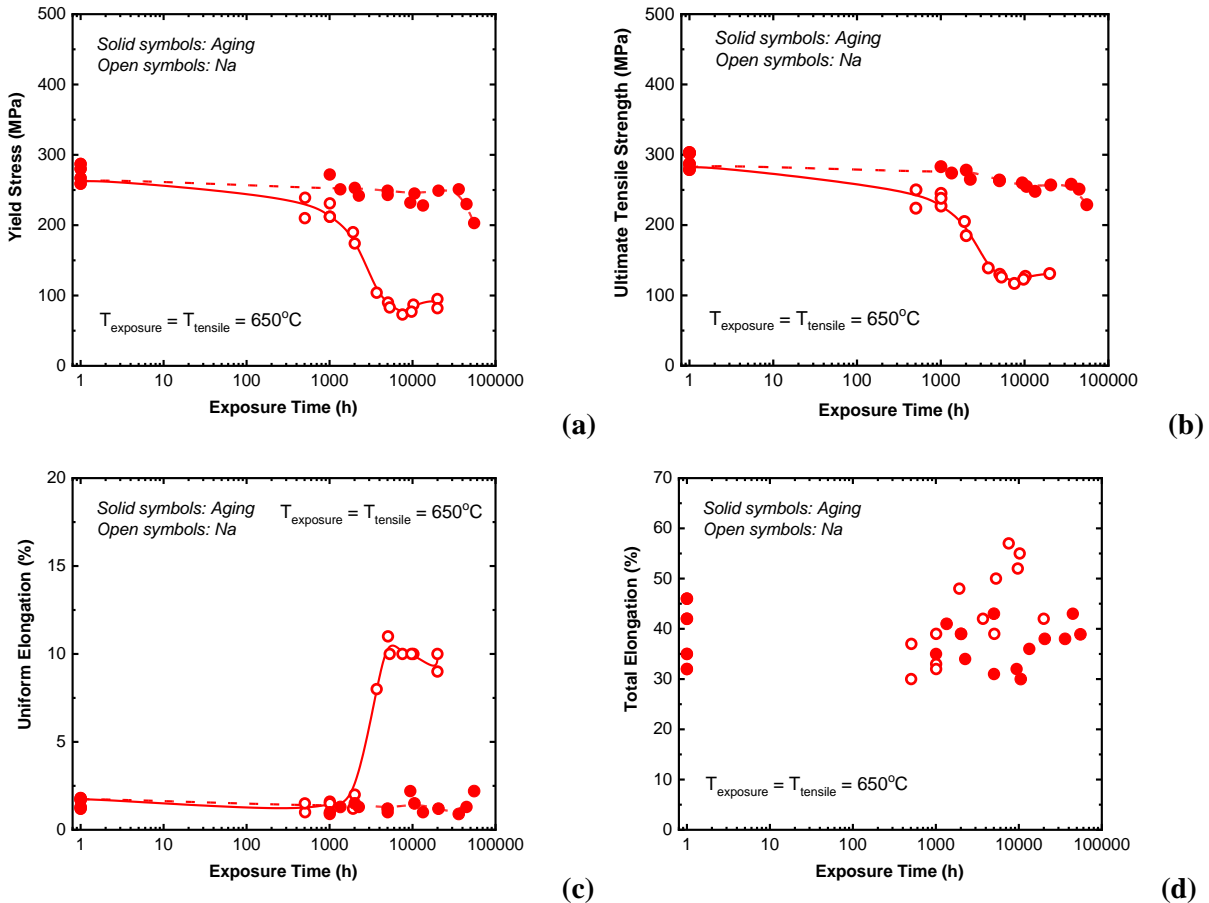 500
400
300
200
100
0
Yield Stress (MPa)
Solid symbols: Aging
Open symbols: Na
T_exposure = T_tensile = 650°C
1 10 100 1000 10000 100000
Exposure Time (h)
(a)
500
400
300
200
100
0
Ultimate Tensile Strength (MPa)
Solid symbols: Aging
Open symbols: Na
T_exposure = T_tensile = 650°C
1 10 100 1000 10000 100000
Exposure Time (h)
(b)
20
15
10
5
0
Uniform Elongation (%)
Solid symbols: Aging
Open symbols: Na
T_exposure = T_tensile = 650°C
1 10 100 1000 10000 100000
Exposure Time (h)
(c)
70
60
50
40
30
20
10
0
Total Elongation (%)
Solid symbols: Aging
Open symbols: Na
T_exposure = T_tensile = 650°C
1 10 100 1000 10000 100000
Exposure Time (h)
(d)